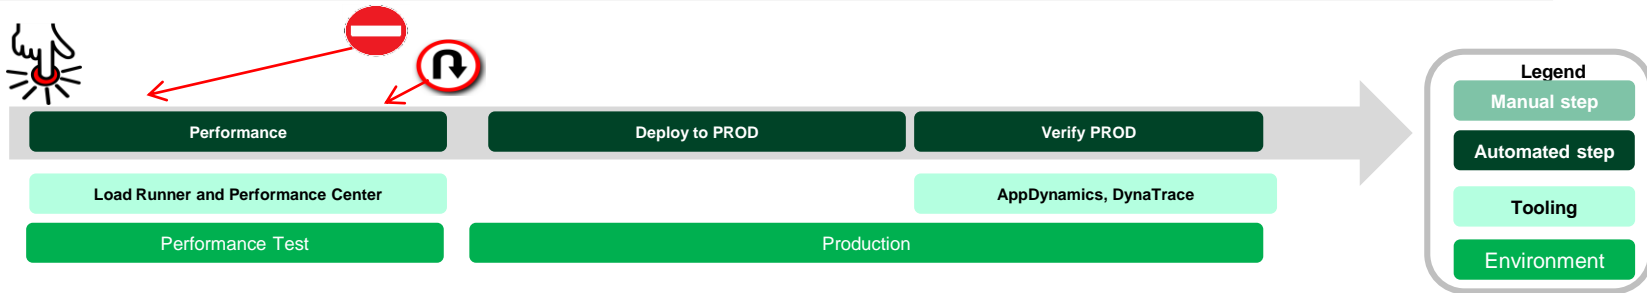 Performance
Deploy to PROD
Verify PROD
Load Runner and Performance Center
AppDynamics, DynaTrace
Performance Test
Production
Legend
Manual step
Automated step
Tooling
Environment